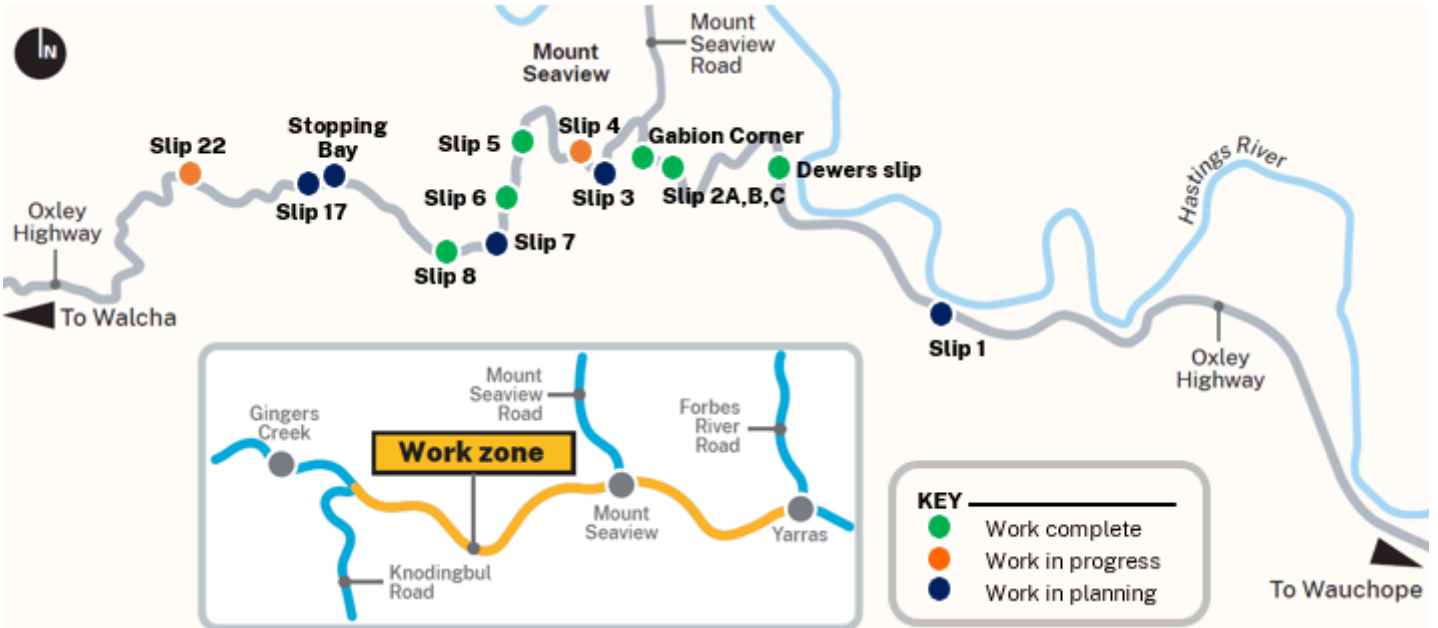 N
Mount
Seaview
Road
Mount
Seaview
Slip 22
Stopping
Bay
Slip 5
Slip 4
Gabion Corner
Dewers slip
Hastings River
Slip 17
Slip 6
Slip 3
Slip 2A,B,C
Oxley
Highway
Slip 7
Slip 8
To Walcha
Slip 1
Oxley
Highway
Mount
Seaview
Road
Gingers
Creek
Forbes
River
Road
Work zone
Mount
Seaview
Yarras
Knodingbul
Road
KEY
Work complete
Work in progress
Work in planning
To Wauchope